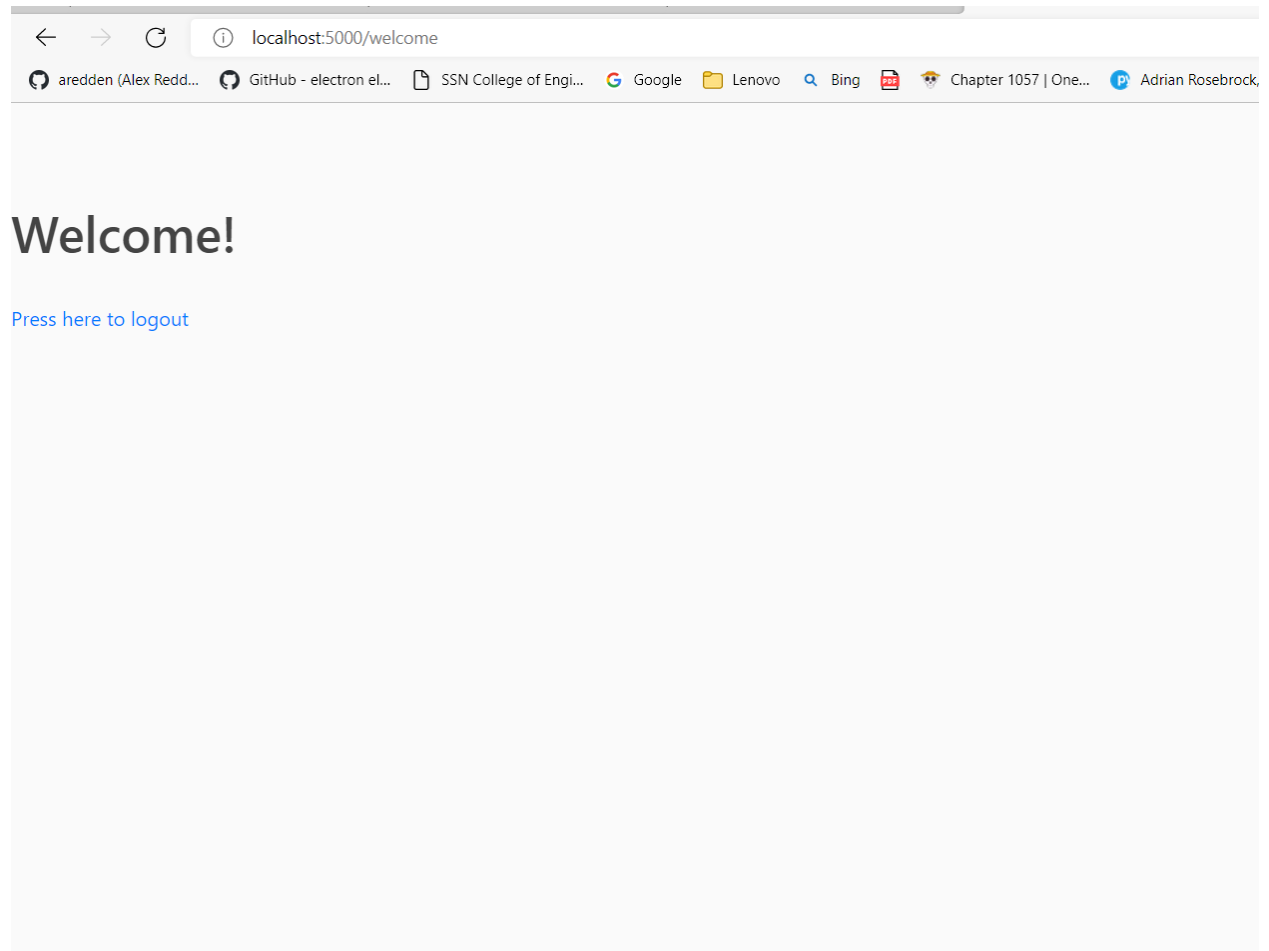 localhost:5000/welcome
aredden (Alex Redd... GitHub - electron el... SSN College of Engi... Google Lenovo Bing PDF Chapter 1057 | One... Adrian Rosebrock,
Welcome!
Press here to logout